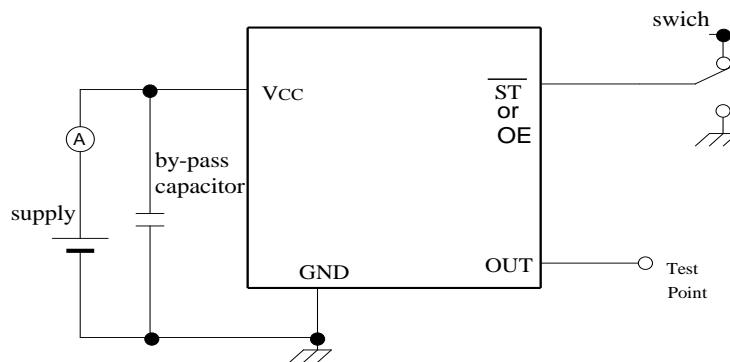 swich
VCC
ST
or
OE
A
by-pass
capacitor
supply
GND
OUT
Test
Point